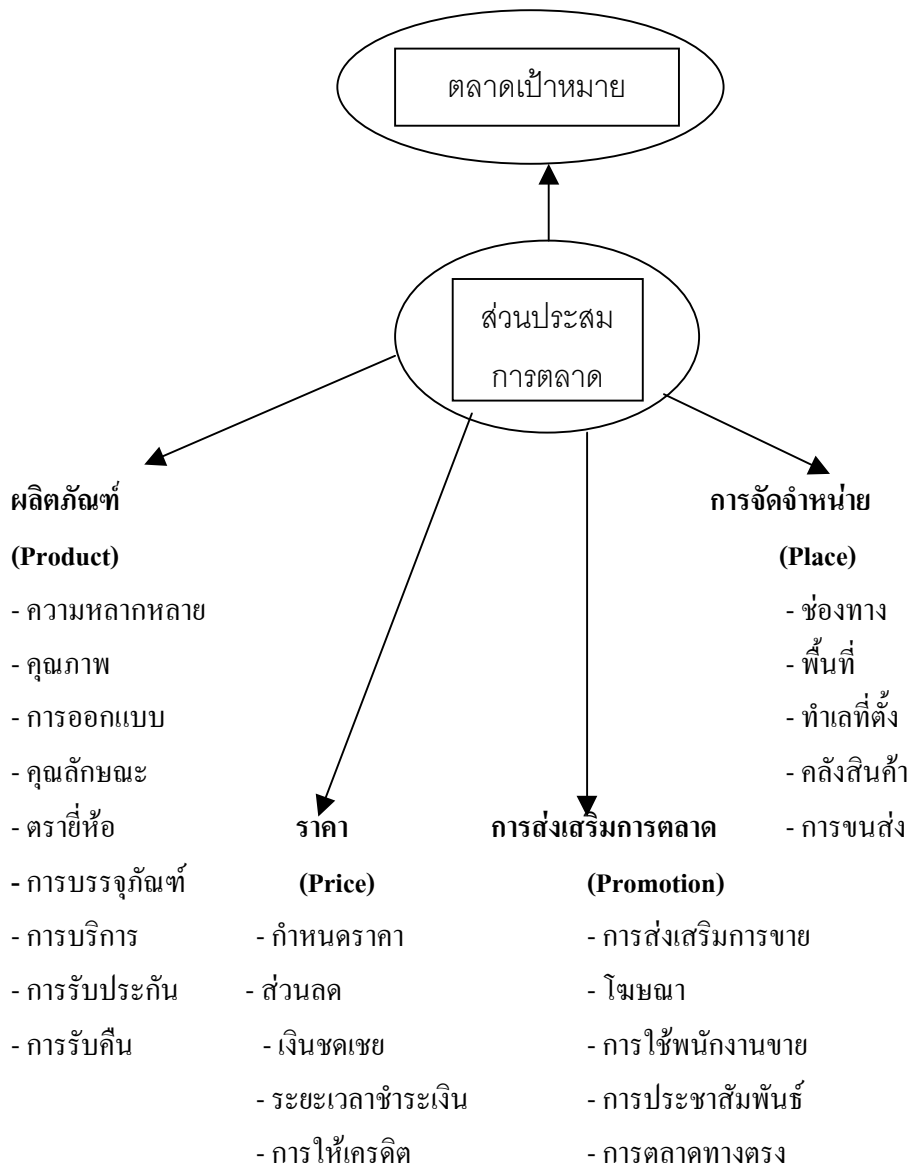 ตลาดเป้าหมาย
ส่วนประสม
การตลาด
ผลิตภัณฑ์
(Product)
- ความหลากหลาย
- คุณภาพ
- การออกแบบ
- คุณลักษณะ
- ตรายี่ห้อ
- การบรรจุภัณฑ์
- การบริการ
- การรับประกัน
- การรับคืน
ราคา
(Price)
- กำหนดราคา
- ส่วนลด
- เงินชดเชย
- ระยะเวลาชำระเงิน
- การให้เครดิต
การส่งเสริมการตลาด
(Promotion)
- การส่งเสริมการขาย
- โฆษณา
- การใช้พนักงานขาย
- การประชาสัมพันธ์
- การตลาดทางตรง
การจัดจำหน่าย
(Place)
- ช่องทาง
- พื้นที่
- ทำเลที่ตั้ง
- คลังสินค้า
- การขนส่ง